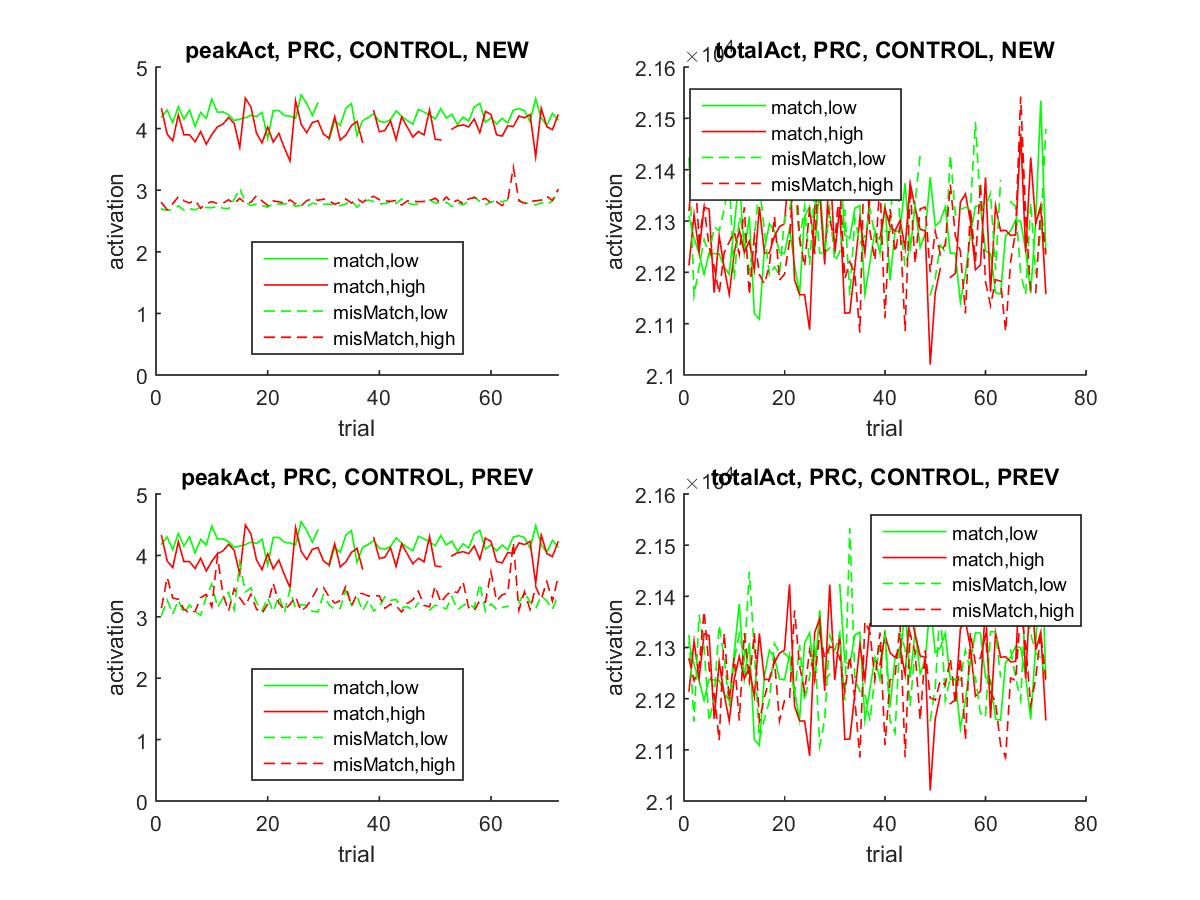 peakAct, PRC, CONTROL, NEW
5
4
3
2
1
0
activation
match,low
match,high
misMatch,low
misMatch,high
0 20 40 60
trial
totalAct, PRC, CONTROL, NEW
×10⁴
2.16
2.15
2.14
2.13
2.12
2.11
2.1
activation
match,low
match,high
misMatch,low
misMatch,high
0 20 40 60 80
trial
peakAct, PRC, CONTROL, PREV
5
4
3
2
1
0
activation
match,low
match,high
misMatch,low
misMatch,high
0 20 40 60
trial
totalAct, PRC, CONTROL, PREV
×10⁴
2.16
2.15
2.14
2.13
2.12
2.11
2.1
activation
match,low
match,high
misMatch,low
misMatch,high
0 20 40 60 80
trial